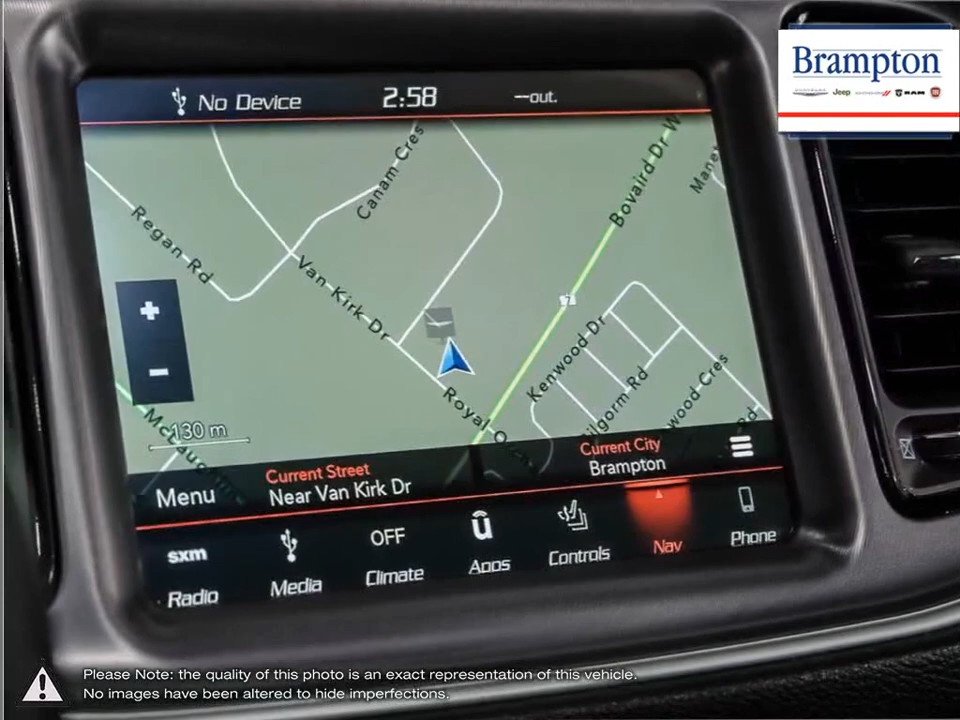 Brampton
Jeep
RAM
No Device
2:58
—out.
Canam Cres
Bovaird Dr W
Regan Rd
Van Kirk Dr
7
Kenwood Dr
Royal O
130 m
Current Street
Near Van Kirk Dr
Current City
Brampton
Menu
sxm
OFF
Radio
Media
Climate
Apps
Controls
Nav
Phone
Please Note: the quality of this photo is an exact representation of this vehicle.
No images have been altered to hide imperfections.